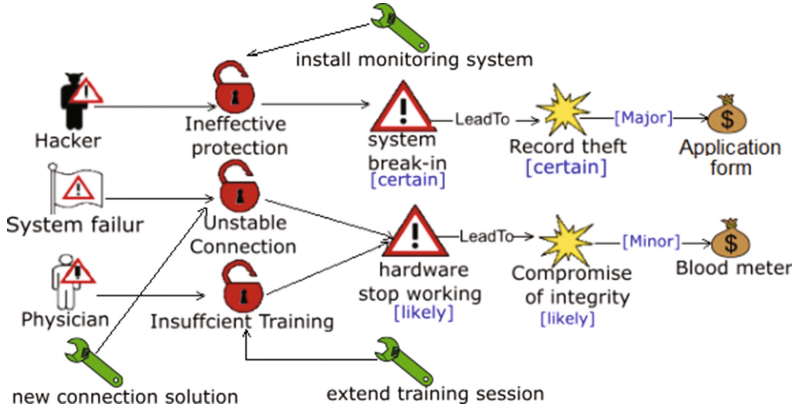 install monitoring system
Hacker
Ineffective
protection
system
break-in
[certain]
LeadTo
Record theft
[certain]
[Major]
Application
form
System failur
Unstable
Connection
hardware
stop working
[likely]
LeadTo
Compromise
of integrity
[likely]
[Minor]
Blood meter
Physician
Insuffcient Training
new connection solution
extend training session